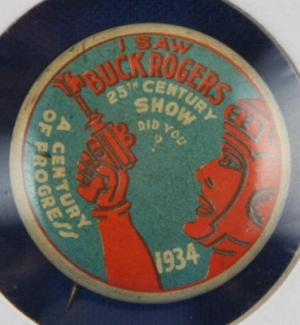 I SAW
BUCK ROGERS
25TH CENTURY
SHOW
DID YOU
?
A CENTURY
OF PROGRESS
1934